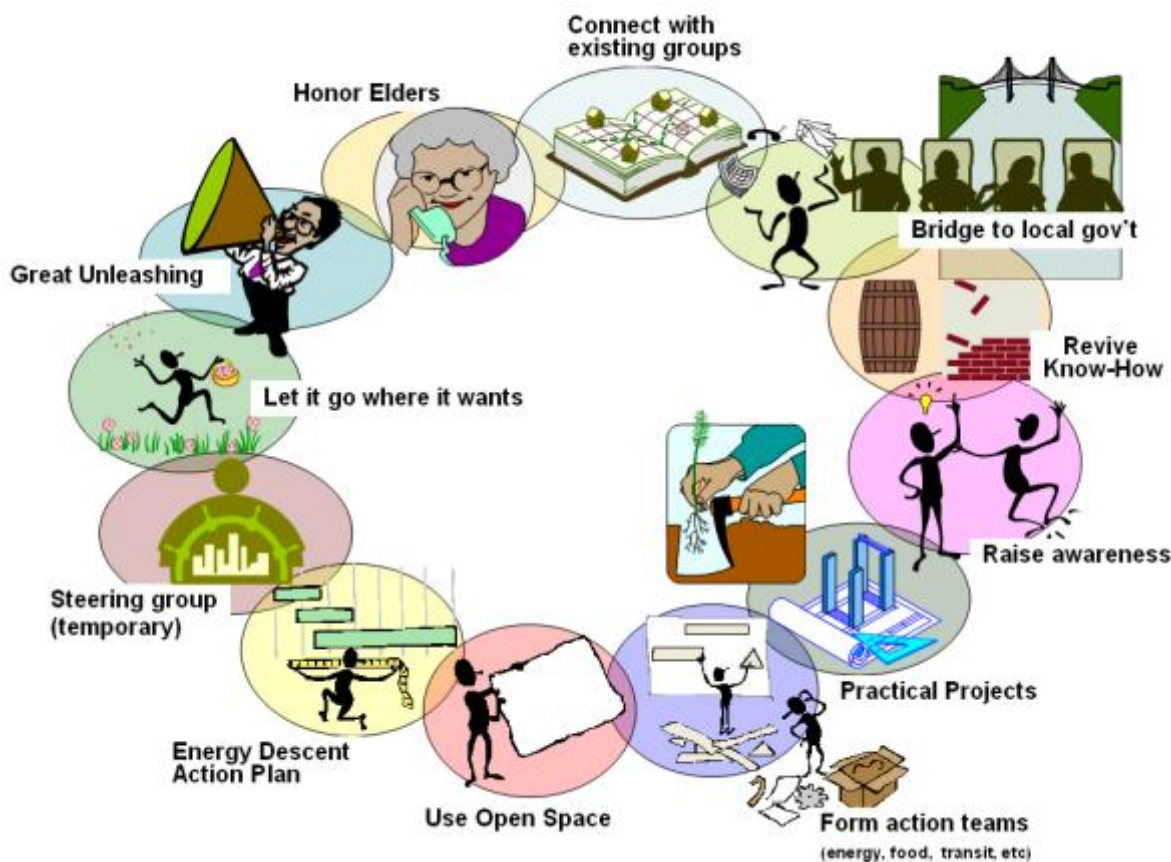 Connect with
existing groups
Honor Elders
Bridge to local gov't
Great Unleashing
Revive
Know-How
Let it go where it wants
Raise awareness
Steering group
(temporary)
Practical Projects
Energy Descent
Action Plan
Use Open Space
Form action teams
(energy, food, transit, etc)